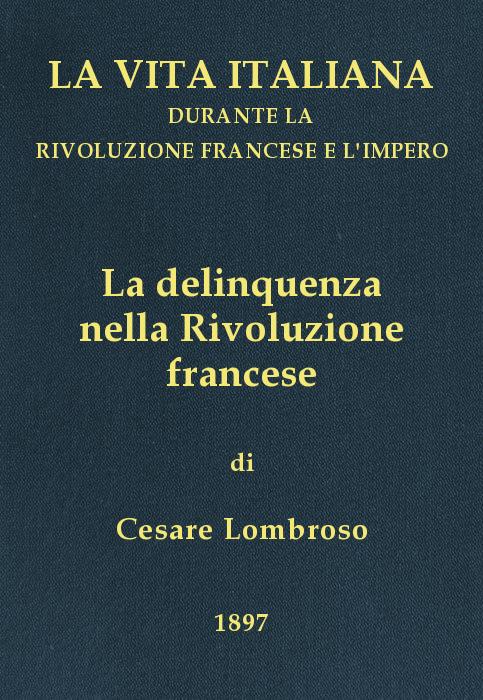 LA VITA ITALIANA
DURANTE LA
RIVOLUZIONE FRANCESE E L'IMPERO
La delinquenza
nella Rivoluzione
francese
di
Cesare Lombroso
1897